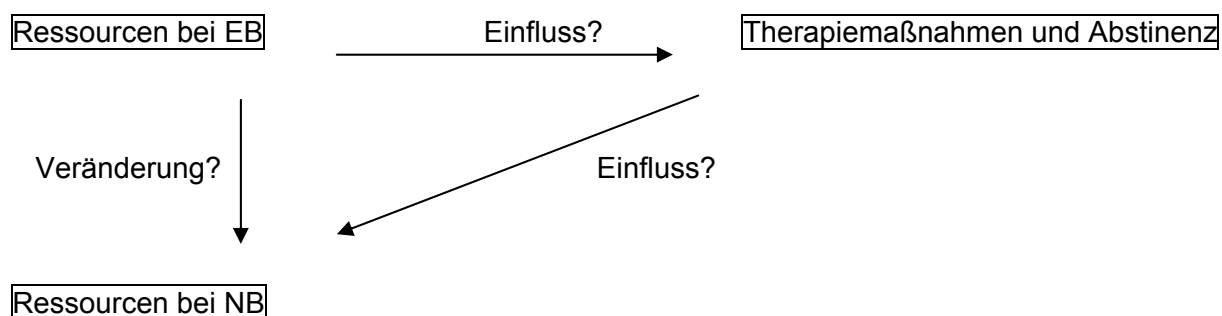 Ressourcen bei EB Einfluss? Therapiemaßnahmen und Abstinenz
Veränderung? Einfluss?
Ressourcen bei NB